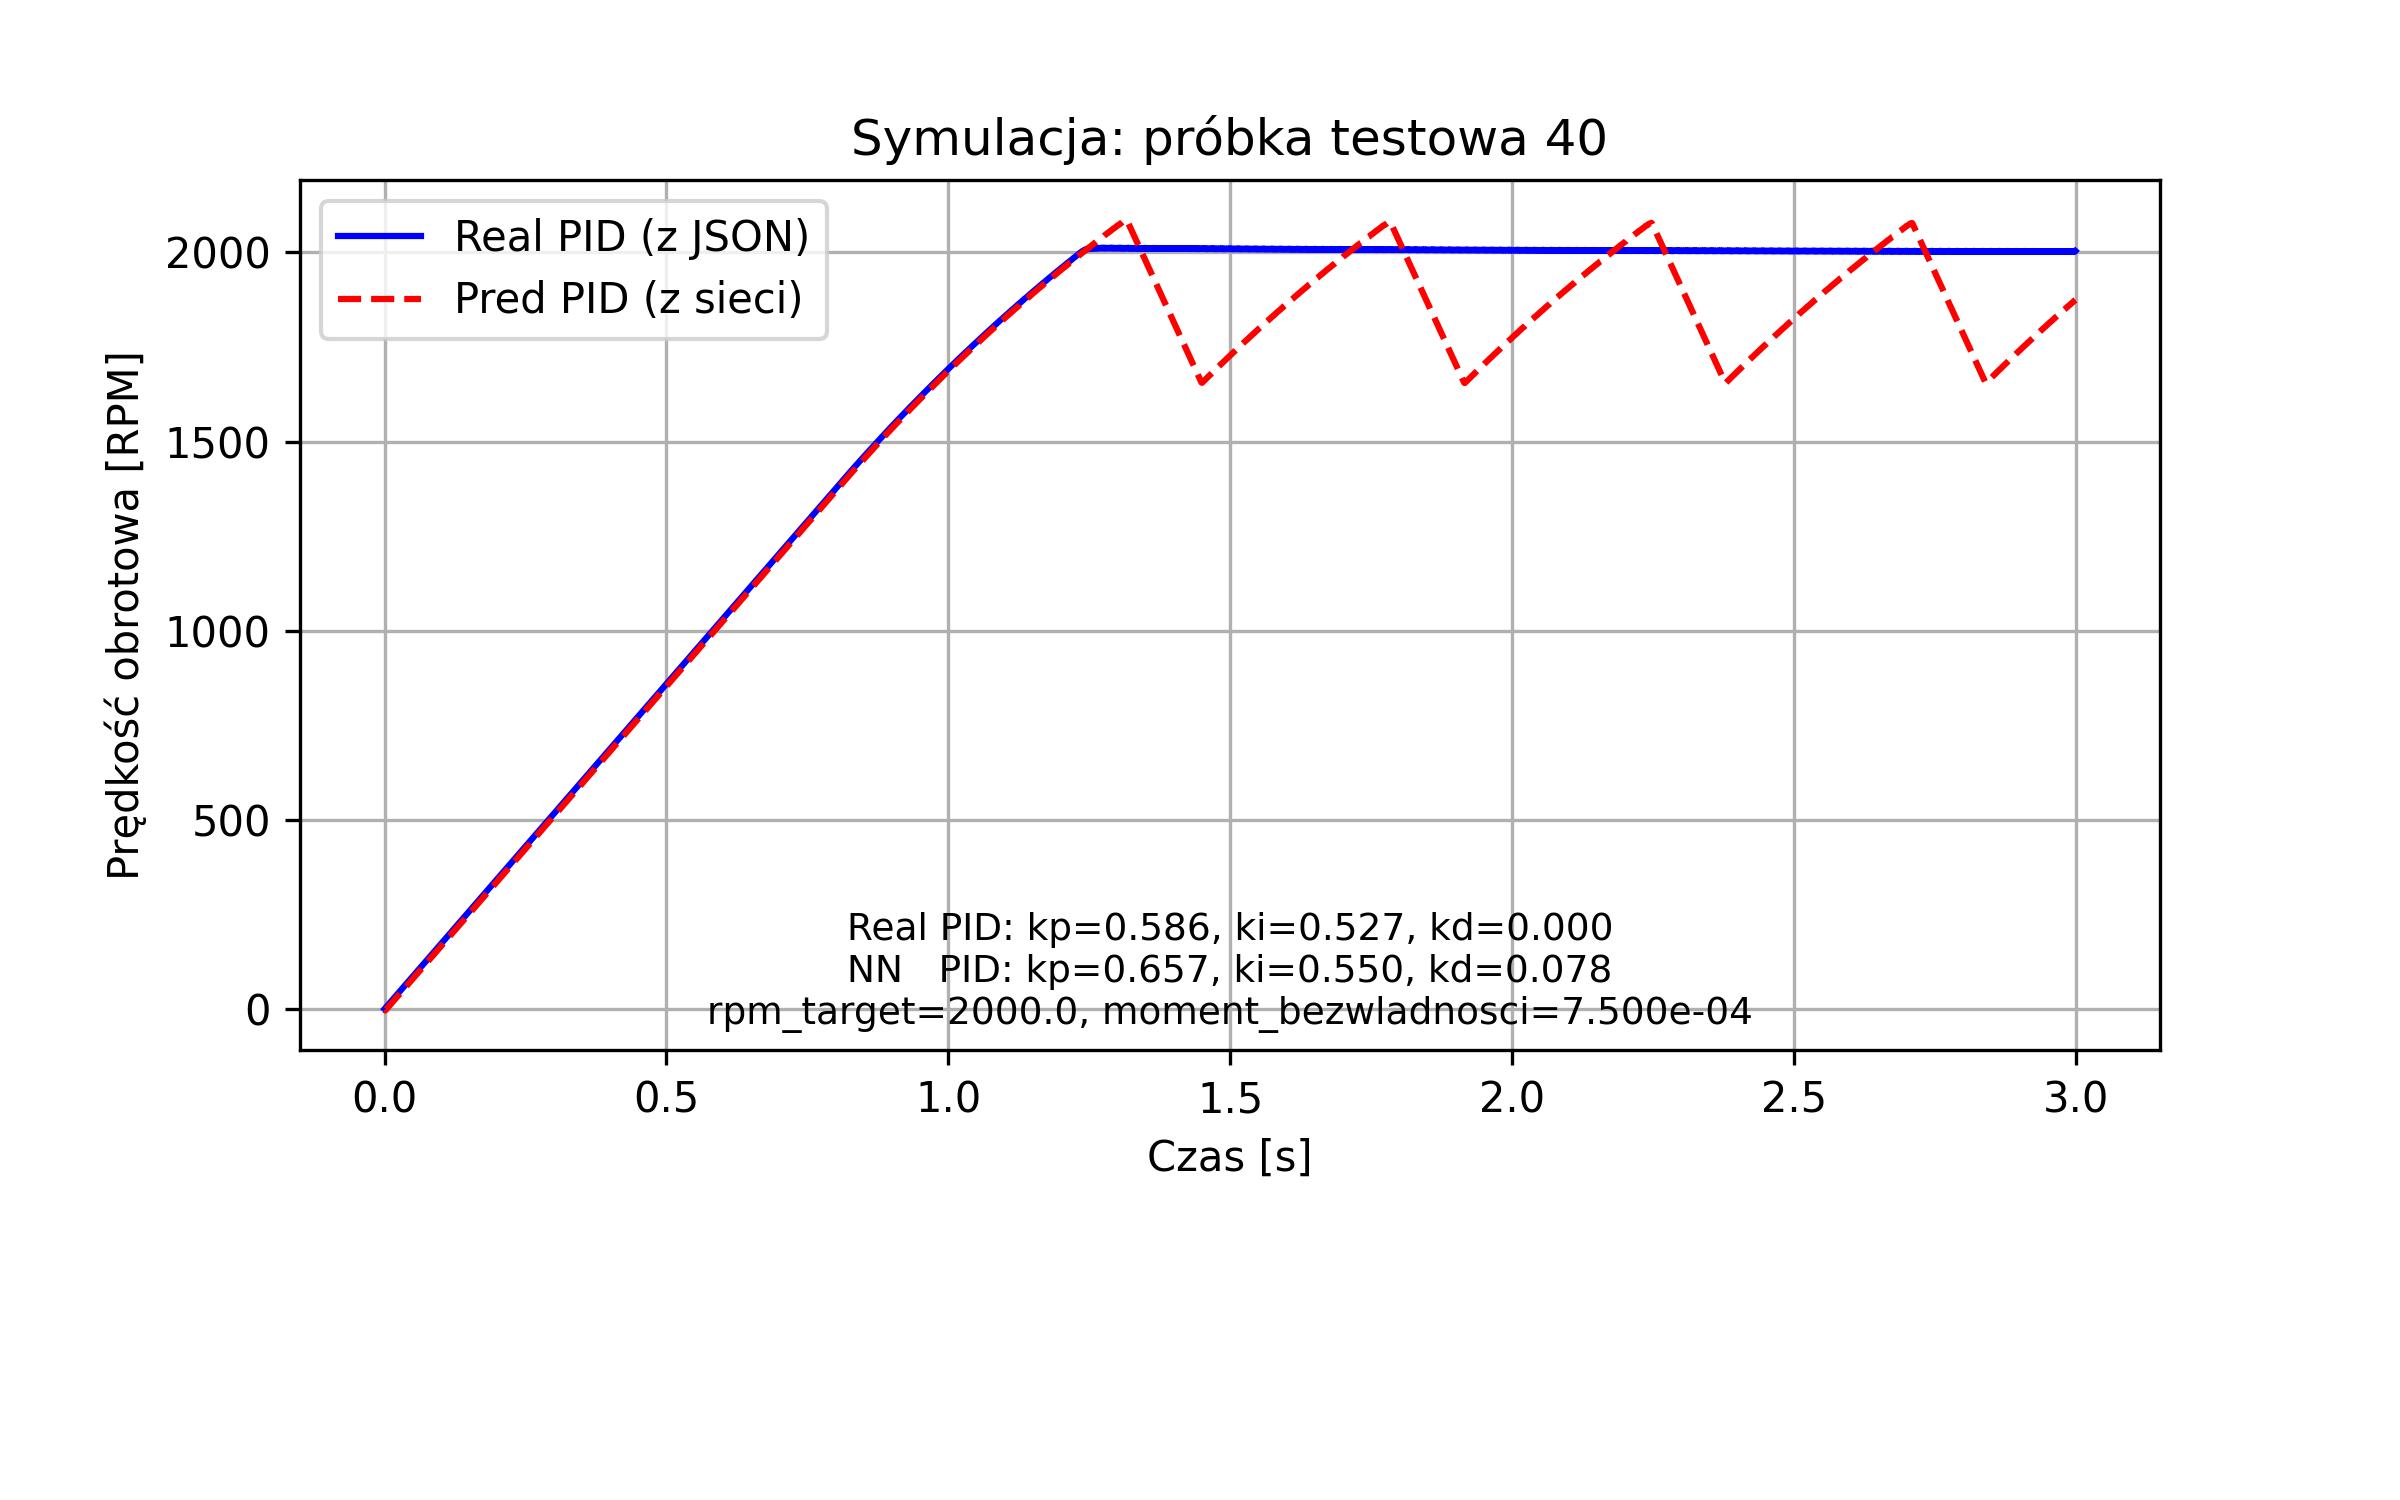 Symulacja: próbka testowa 40
Real PID (z JSON)
Pred PID (z sieci)
Prędkość obrotowa [RPM]
2000
1500
1000
500
0
Real PID: kp=0.586, ki=0.527, kd=0.000
NN   PID: kp=0.657, ki=0.550, kd=0.078
rpm_target=2000.0, moment_bezwladnosci=7.500e-04
0.0 0.5 1.0 1.5 2.0 2.5 3.0
Czas [s]